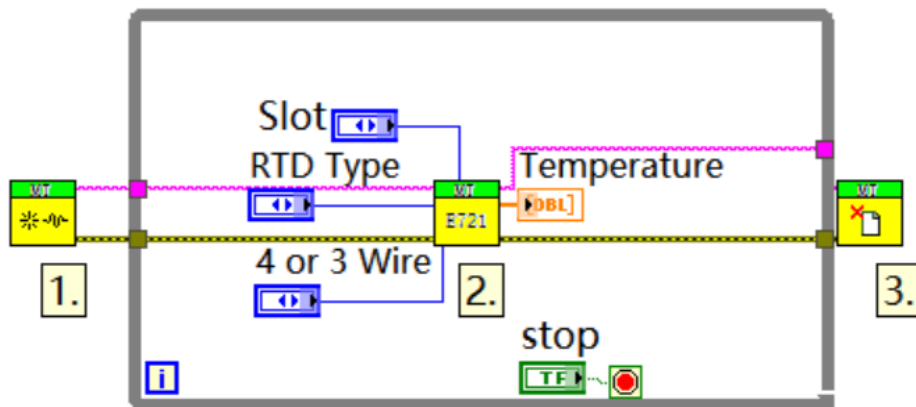 Slot
RTD Type
Temperature
VI
VI
VI
DBL]
E721
4 or 3 Wire
1.
2.
3.
stop
i
TF